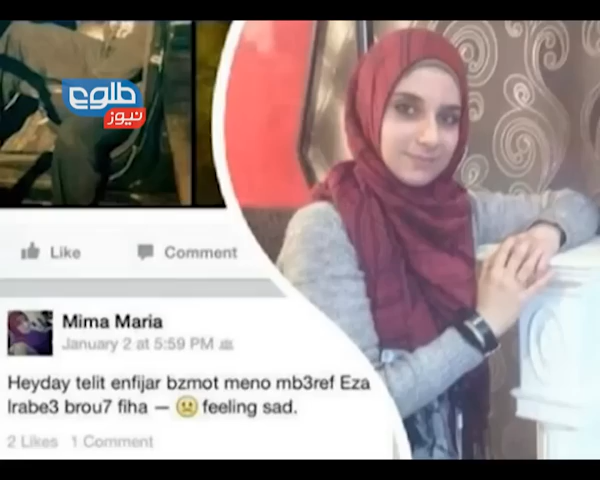 طلوع
نيوز
Like Comment
Mima Maria
January 2 at 5:59 PM
Heyday telit enfijar bzmot meno mb3ref Eza
lrabe3 brou7 fiha — feeling sad.
2 Likes 1 Comment